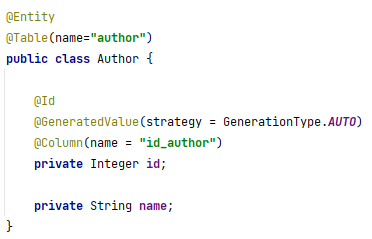 @Entity
@Table(name="author")
public class Author {
@Id
@GeneratedValue(strategy = GenerationType.AUTO)
@Column(name = "id_author")
private Integer id;
private String name;
}